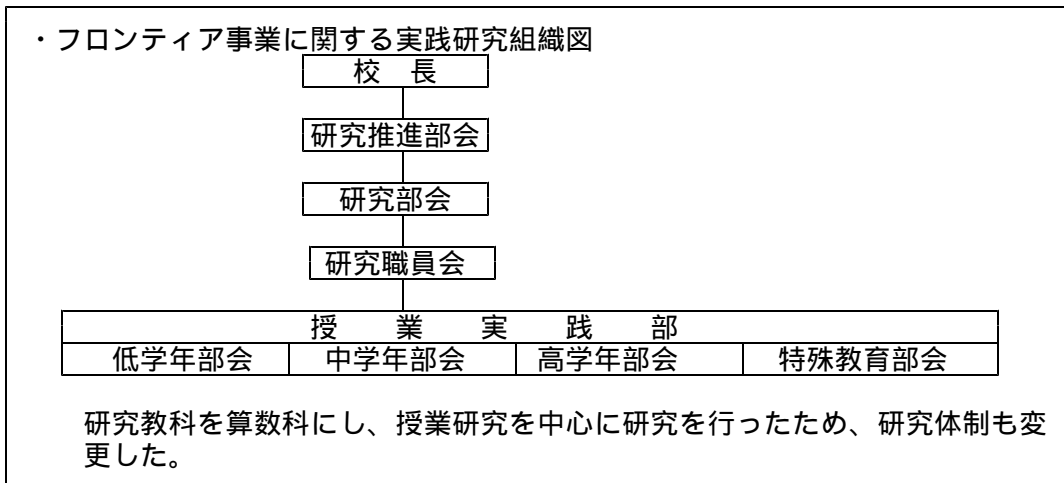 ・フロンティア事業に関する実践研究組織図
校 長
研究推進部会
研究部会
研究職員会
授 業 実 践 部
低学年部会 中学年部会 高学年部会 特殊教育部会
研究教科を算数科にし、授業研究を中心に研究を行ったため、研究体制も変
更した。